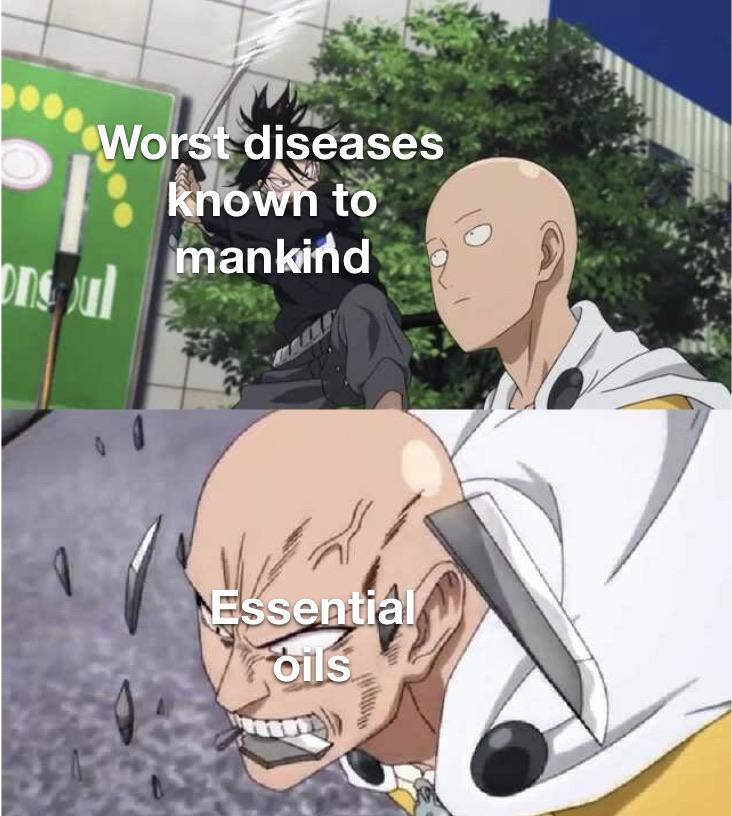 Worst diseases
known to
mankind
Essential
oils